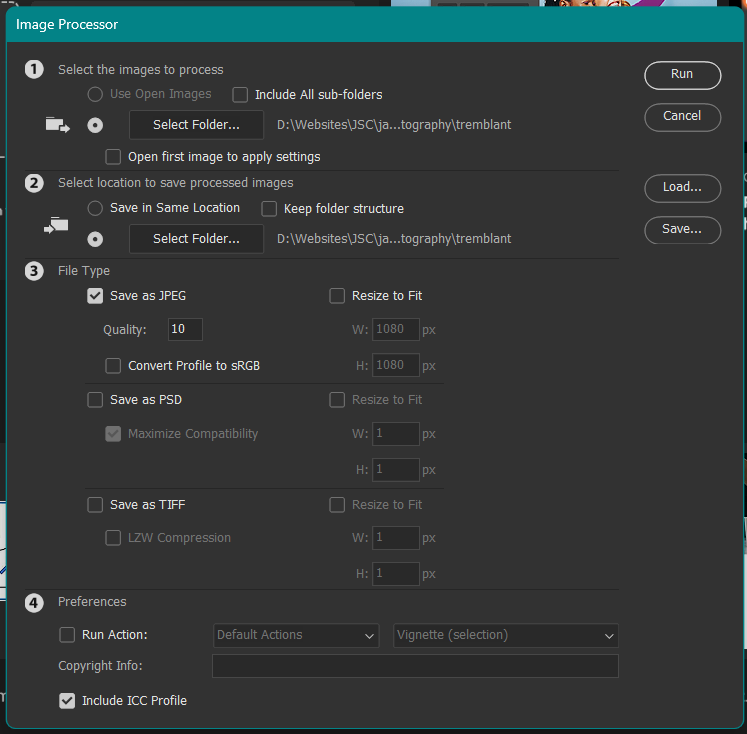 Image Processor
1 Select the images to process
Use Open Images Include All sub-folders
Select Folder... D:\Websites\JSC\ja...tography\tremblant
Open first image to apply settings
2 Select location to save processed images
Save in Same Location Keep folder structure
Select Folder... D:\Websites\JSC\ja...tography\tremblant
3 File Type
Save as JPEG Resize to Fit
Quality: 10 W: 1080 px
Convert Profile to sRGB H: 1080 px
Save as PSD Resize to Fit
Maximize Compatibility W: 1 px
H: 1 px
Save as TIFF Resize to Fit
LZW Compression W: 1 px
H: 1 px
4 Preferences
Run Action: Default Actions Vignette (selection)
Copyright Info:
Include ICC Profile
Run
Cancel
Load...
Save...